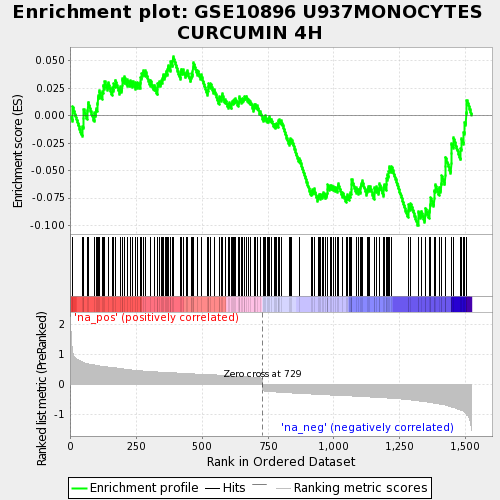 Enrichment plot: GSE10896 U937MONOCYTES
CURCUMIN 4H
Enrichment score (ES)
0.050
0.025
0.000
-0.025
-0.050
-0.075
-0.100
'na_pos' (positively correlated)
Ranked list metric (PreRanked)
2
1
0
-1
Zero cross at 729
'na_neg' (negatively correlated)
0
250
500
750
1,000
1,250
1,500
Rank in Ordered Dataset
Enrichment profile
Hits
Ranking metric scores